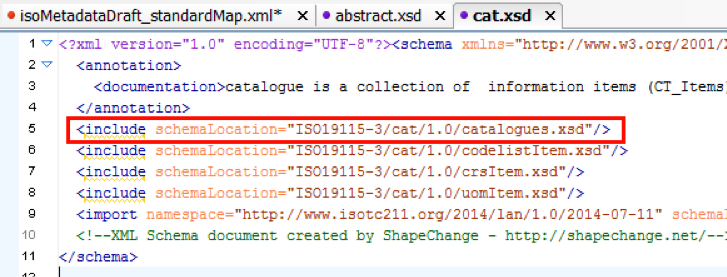 isoMetadataDraft_standardMap.xml* × abstract.xsd × cat.xsd ×
1 <?xml version="1.0" encoding="UTF-8"?><schema xmlns="http://www.w3.org/2001/
2 <annotation>
3 <documentation>catalogue is a collection of  information items (CT_Items)
4 </annotation>
5 <include schemaLocation="ISO19115-3/cat/1.0/catalogues.xsd"/>
6 <include schemaLocation="ISO19115-3/cat/1.0/codelistItem.xsd"/>
7 <include schemaLocation="ISO19115-3/cat/1.0/crsItem.xsd"/>
8 <include schemaLocation="ISO19115-3/cat/1.0/uomItem.xsd"/>
9 <import namespace="http://www.isotc211.org/2014/lan/1.0/2014-07-11" schema
10 <!--XML Schema document created by ShapeChange - http://shapechange.net/-->
11 </schema>
12